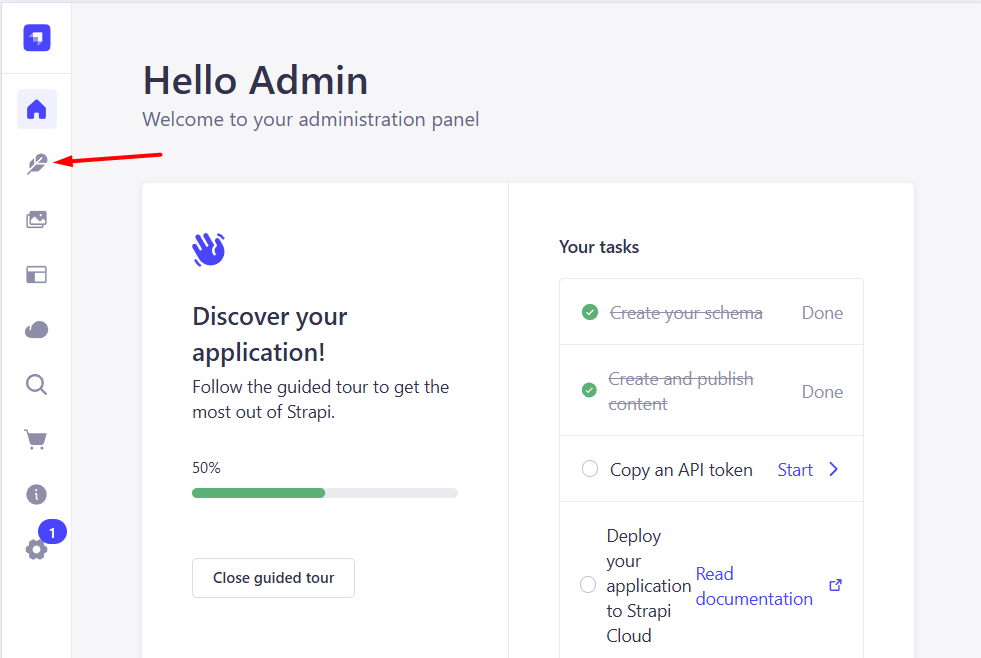 Hello Admin
Welcome to your administration panel
Discover your
application!
Follow the guided tour to get the
most out of Strapi.
50%
Close guided tour
Your tasks
Create your schema Done
Create and publish
content Done
Copy an API token Start
Deploy
your
application
to Strapi
Cloud
Read
documentation
1